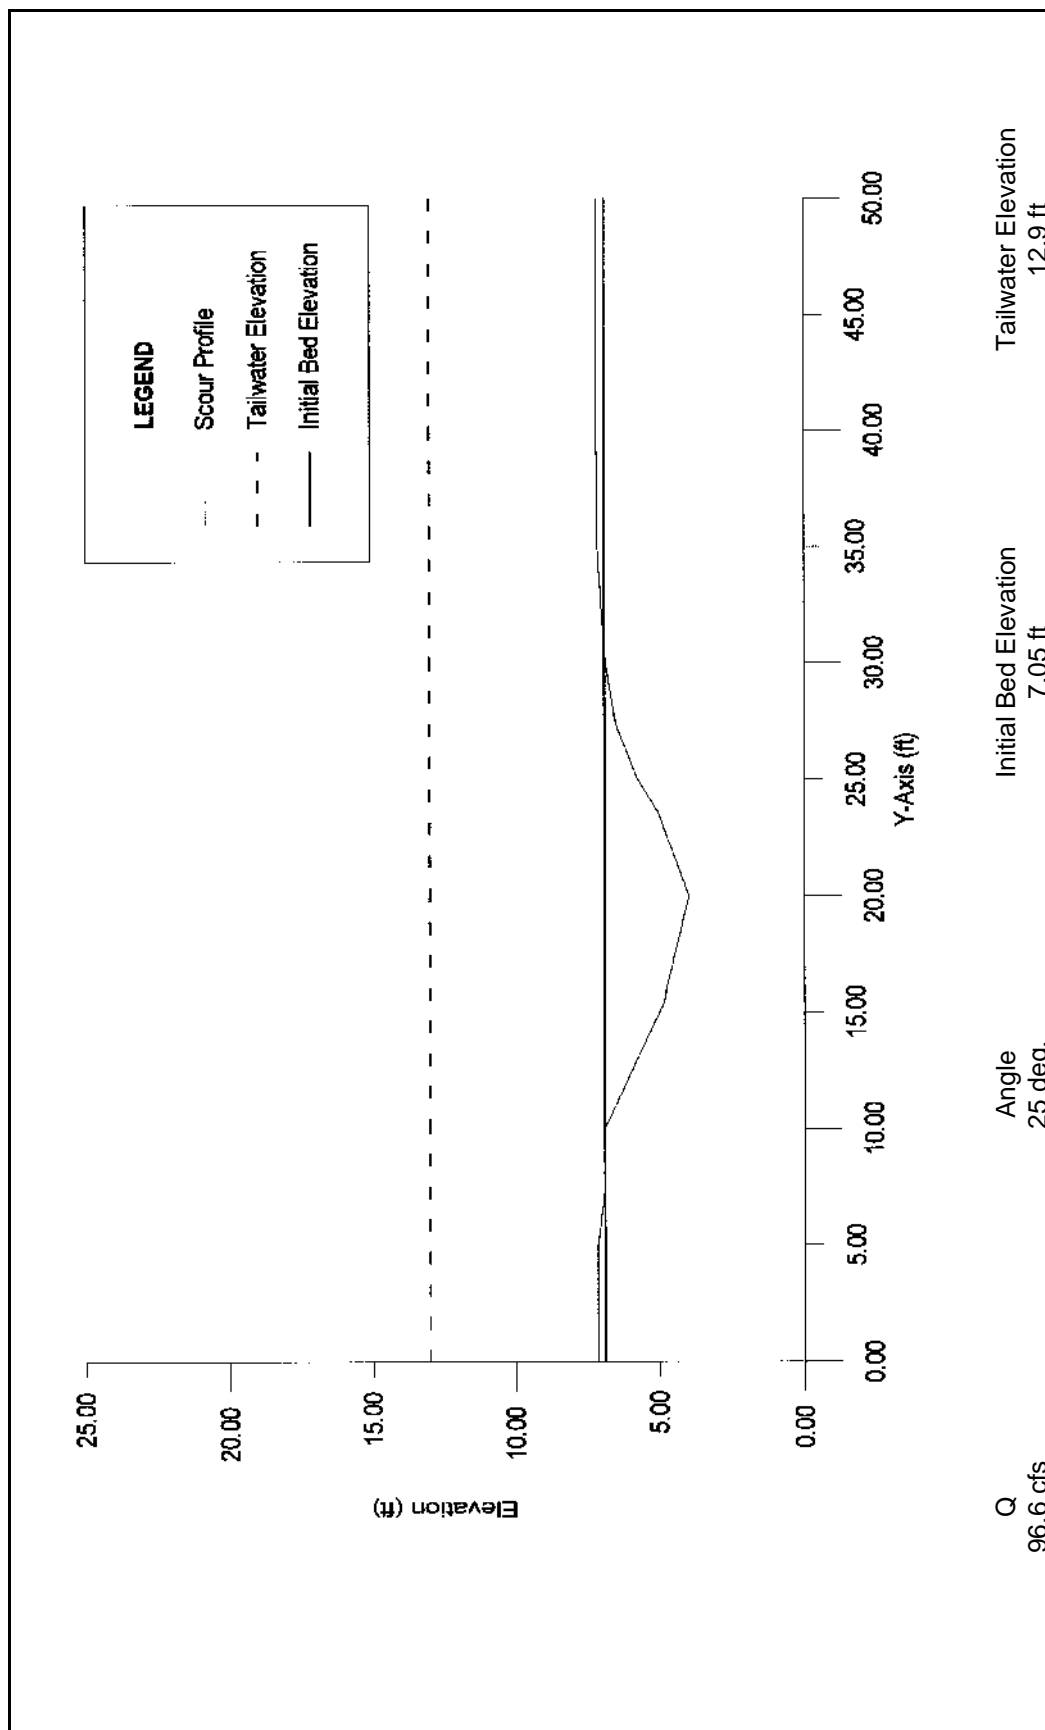 LEGEND
Scour Profile
Tailwater Elevation
Initial Bed Elevation
25.00
20.00
15.00
10.00
5.00
0.00
Elevation (ft)
0.00 5.00 10.00 15.00 20.00 25.00 30.00 35.00 40.00 45.00 50.00
Y-Axis (ft)
Q Angle Initial Bed Elevation Tailwater Elevation
96.6 cfs 25 deg. 7.05 ft 12.9 ft